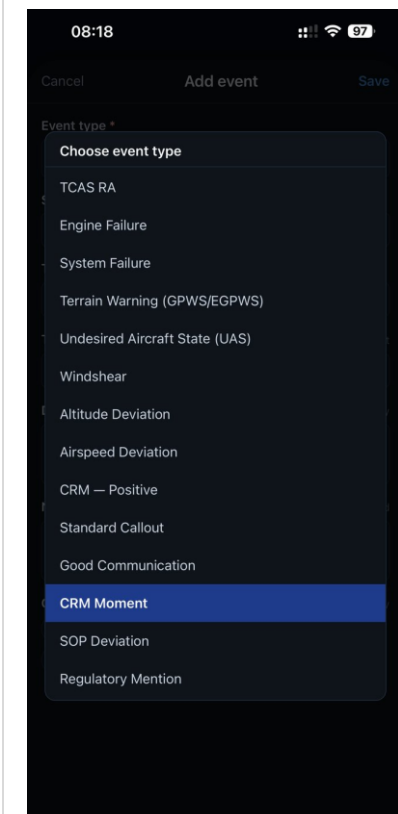 08:18
97
Cancel
Add event
Save
Event type *
Choose event type
TCAS RA
Engine Failure
System Failure
Terrain Warning (GPWS/EGPWS)
Undesired Aircraft State (UAS)
Windshear
Altitude Deviation
Airspeed Deviation
CRM — Positive
Standard Callout
Good Communication
CRM Moment
SOP Deviation
Regulatory Mention